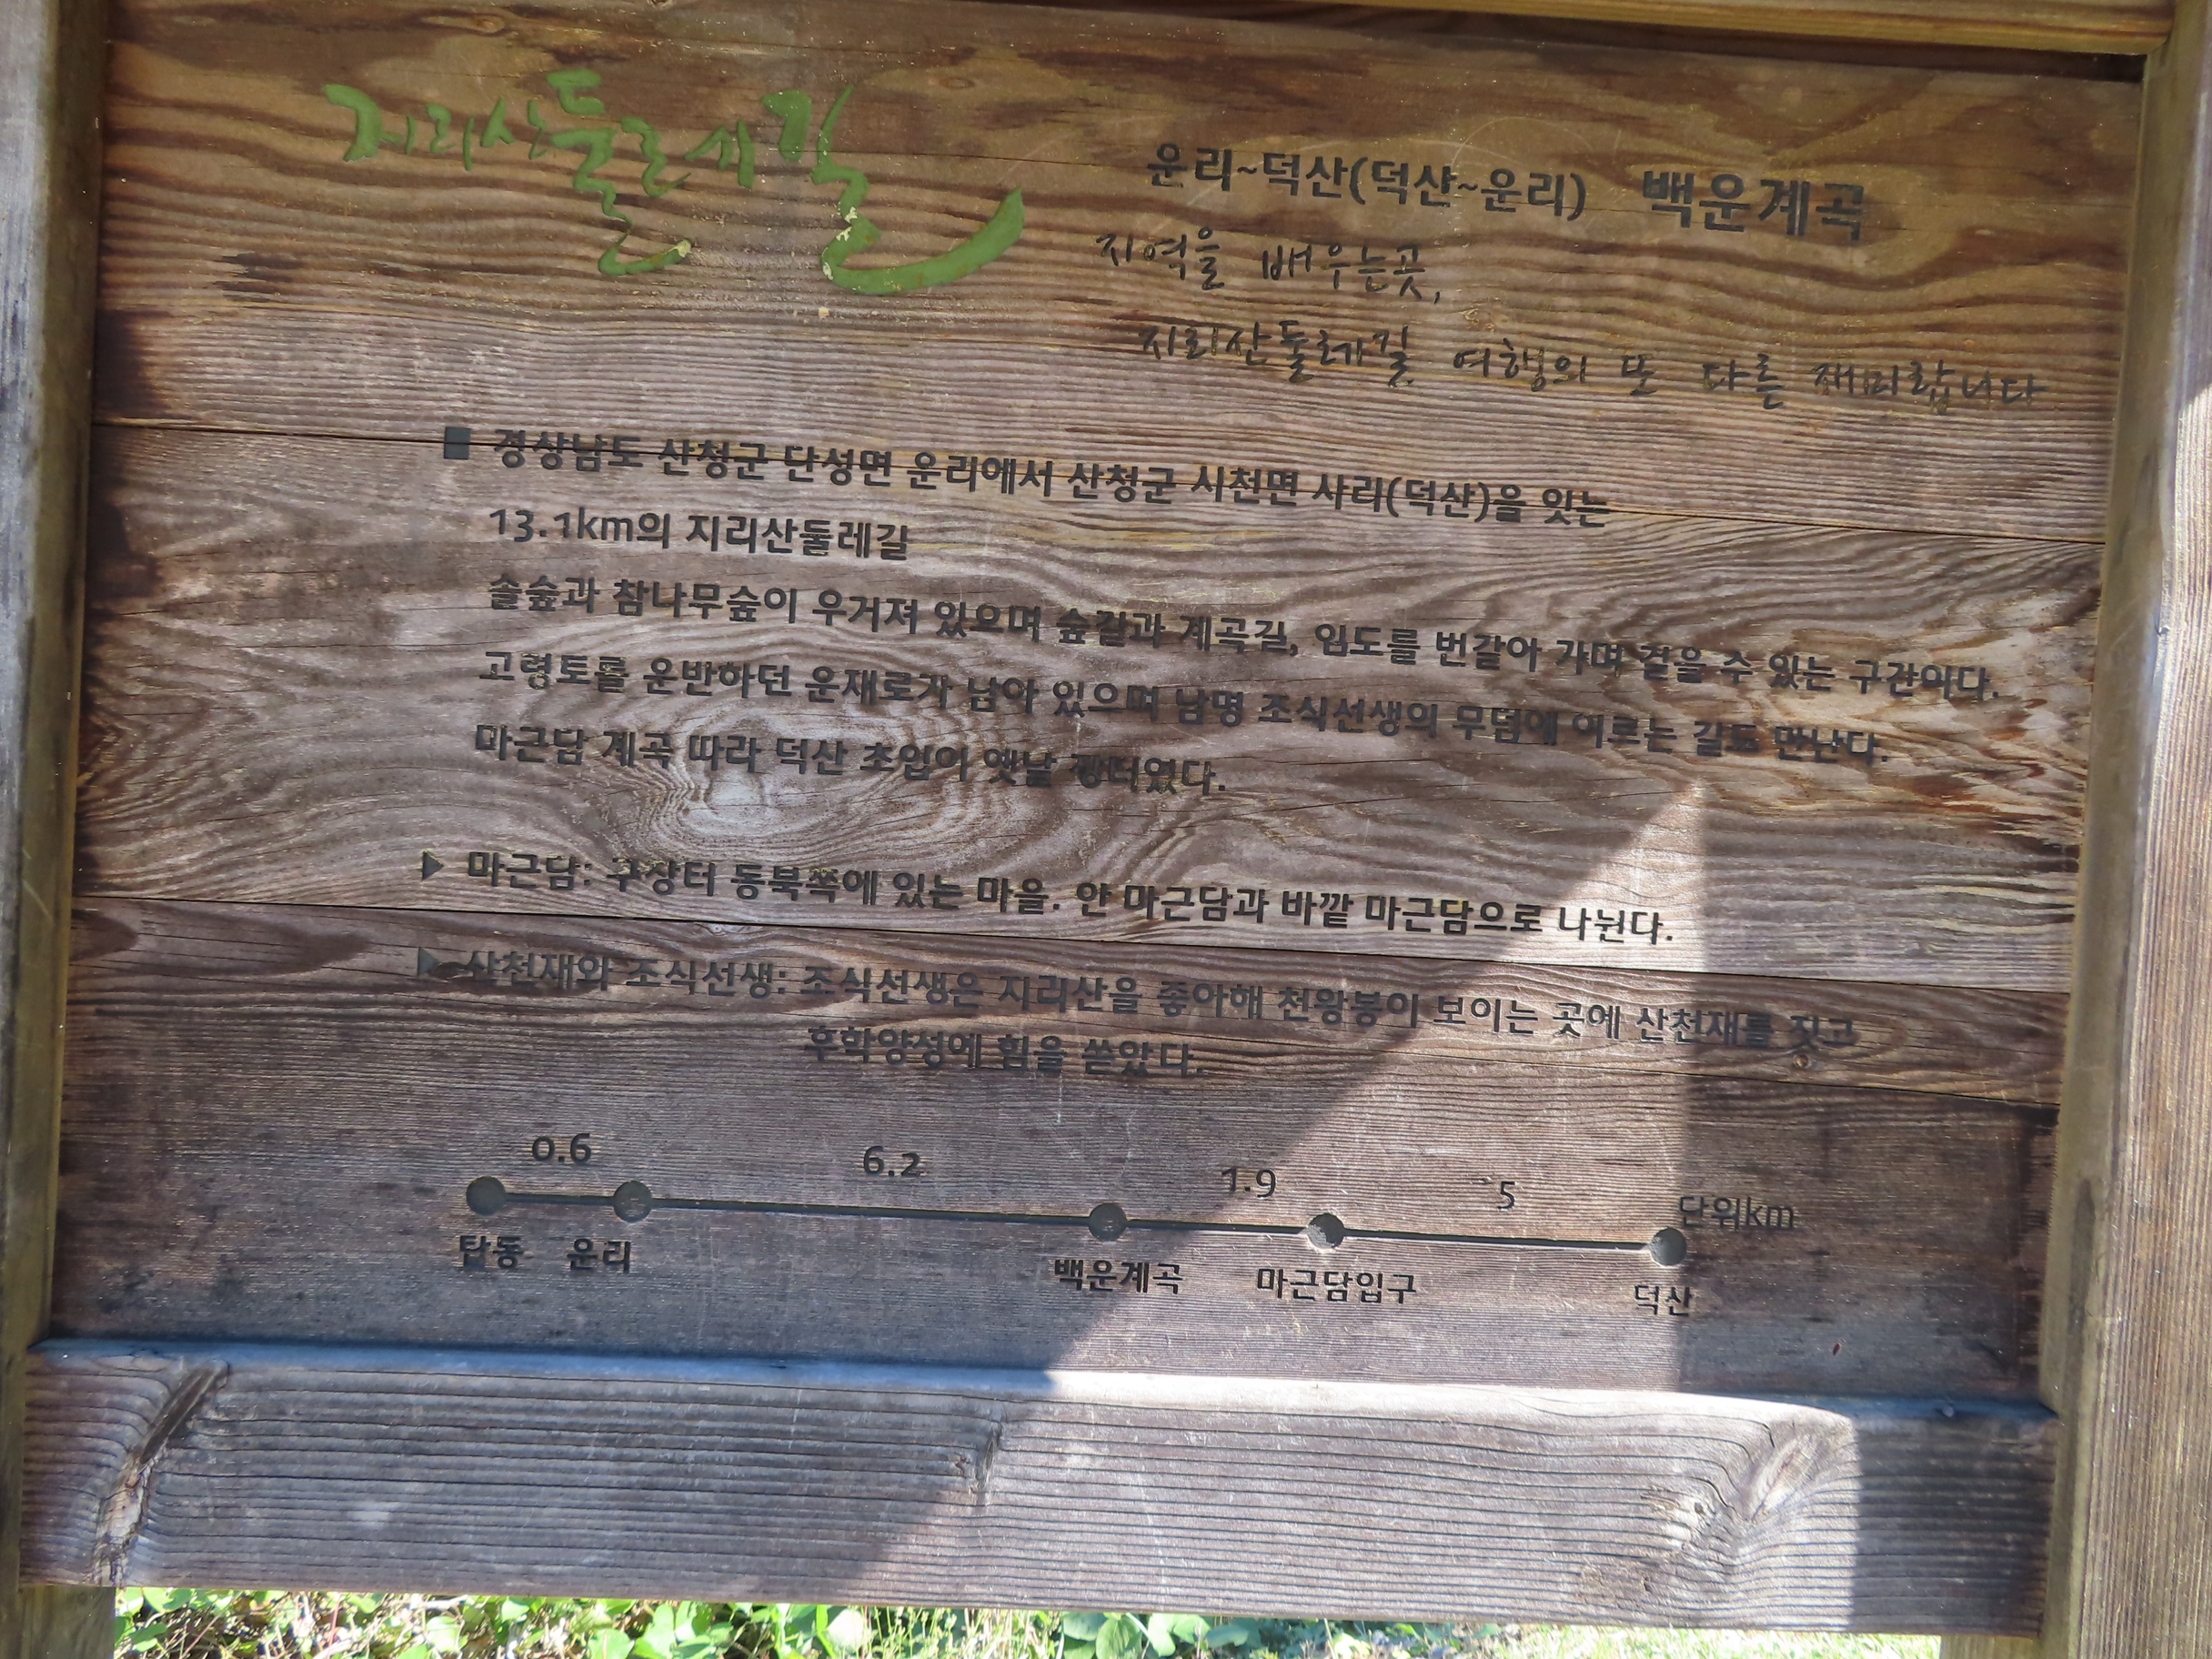 지리산둘레길
운리~덕산(덕산~운리) 백운계곡
지역을 배우는곳,
지리산둘레길 여행의 또 다른 재미랍니다
■ 경상남도 산청군 단성면 운리에서 산청군 시천면 사리(덕산)을 잇는
13.1km의 지리산둘레길
솔숲과 참나무숲이 우거져 있으며 숲길과 계곡길, 임도를 번갈아 가며 걸을 수 있는 구간이다.
고령토를 운반하던 운재로가 남아 있으며 남명 조식선생의 무덤에 이르는 길도 만난다.
마근담 계곡 따라 덕산 초입이 옛날 장터였다.
▶ 마근담: 구장터 동북쪽에 있는 마을. 안 마근담과 바깥 마근담으로 나뉜다.
▶ 산천재와 조식선생: 조식선생은 지리산을 좋아해 천왕봉이 보이는 곳에 산천재를 짓고
후학양성에 힘을 쏟았다.
0.6 6.2 1.9 5 단위km
탑동 운리 백운계곡 마근담입구 덕산